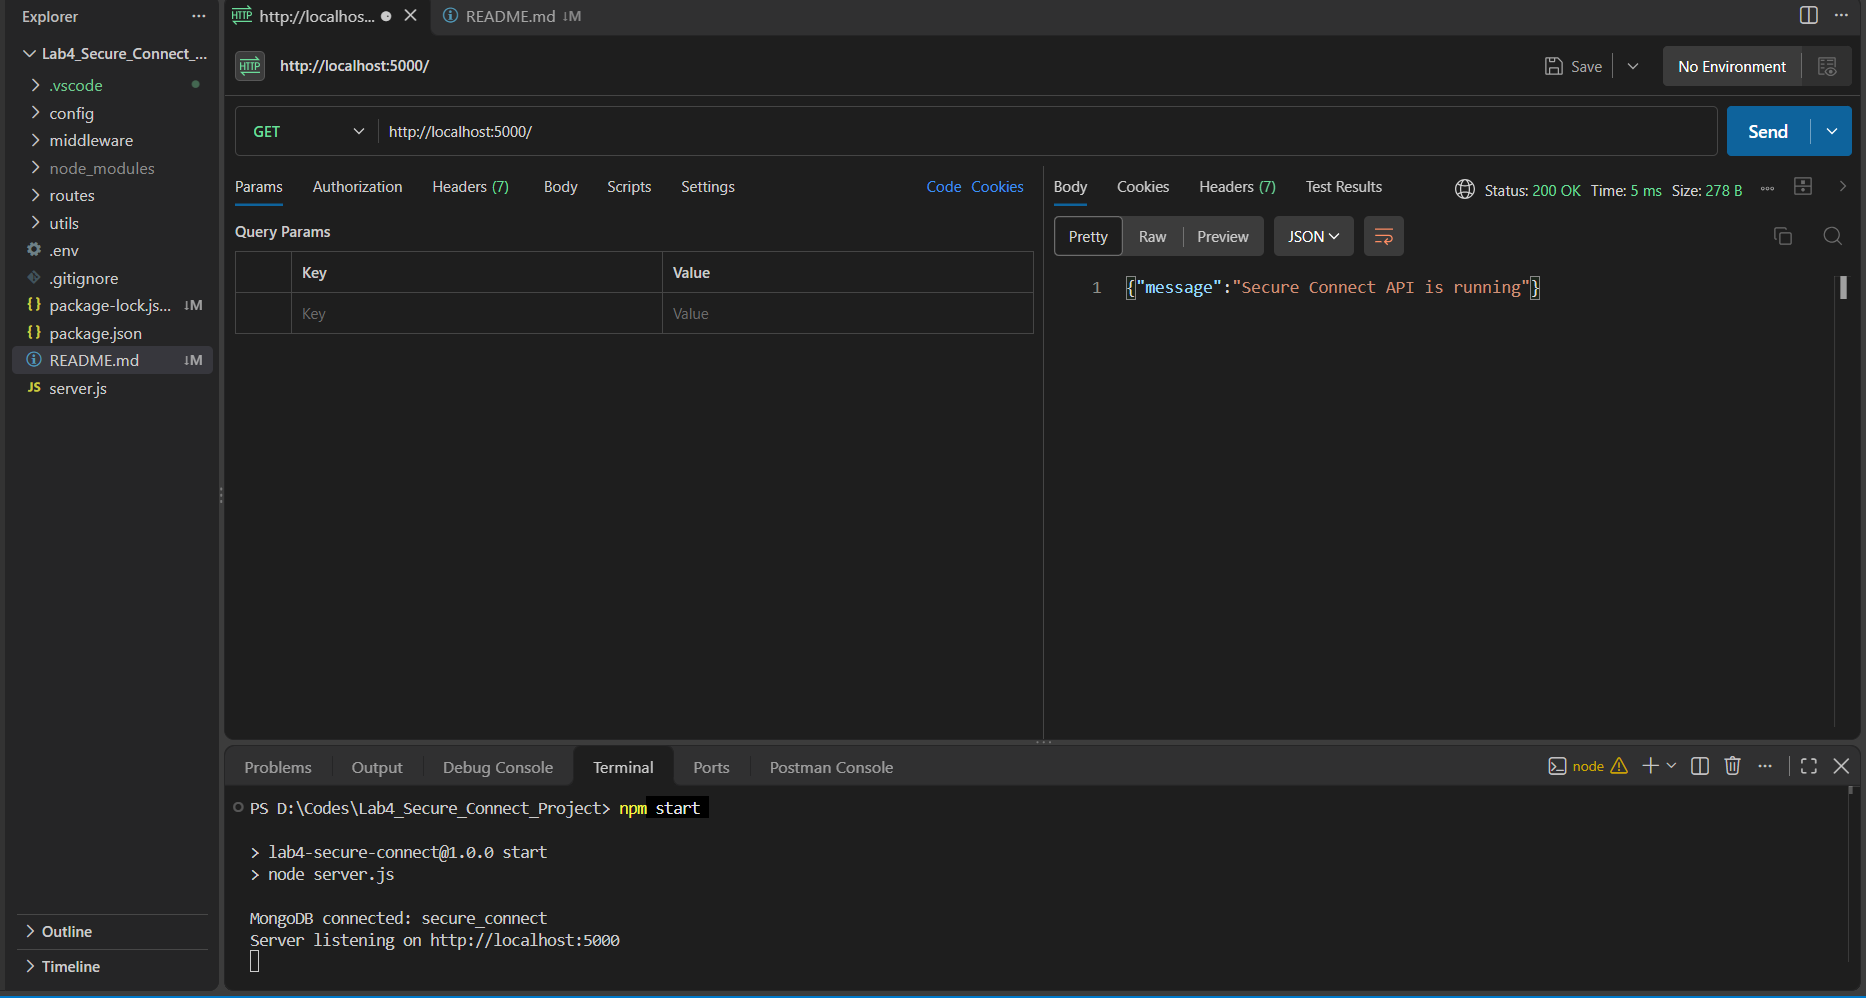 Explorer
Lab4_Secure_Connect_...
.vscode
config
middleware
node_modules
routes
utils
.env
.gitignore
package-lock.js... ↓M
package.json
README.md ↓M
server.js
Outline
Timeline
HTTP http://localhos...
README.md ↓M
HTTP http://localhost:5000/
Save
No Environment
GET http://localhost:5000/
Send
Params Authorization Headers (7) Body Scripts Settings Code Cookies
Query Params
Key Value
Key Value
Body Cookies Headers (7) Test Results Status: 200 OK Time: 5 ms Size: 278 B
Pretty Raw Preview JSON
1 {"message":"Secure Connect API is running"}
Problems Output Debug Console Terminal Ports Postman Console
node
PS D:\Codes\Lab4_Secure_Connect_Project> npm start
> lab4-secure-connect@1.0.0 start
> node server.js
MongoDB connected: secure_connect
Server listening on http://localhost:5000